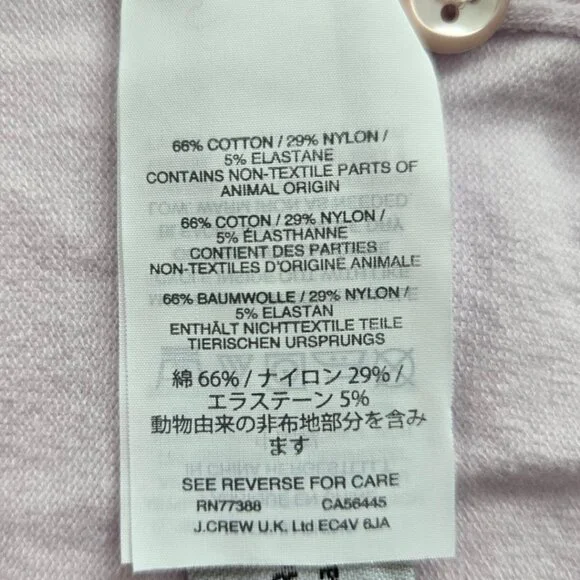 66% COTTON / 29% NYLON /
5% ELASTANE
CONTAINS NON-TEXTILE PARTS OF
ANIMAL ORIGIN
66% COTON / 29% NYLON /
5% ÉLASTHANNE
CONTIENT DES PARTIES
NON-TEXTILES D'ORIGINE ANIMALE
66% BAUMWOLLE / 29% NYLON /
5% ELASTAN
ENTHÄLT NICHTTEXTILE TEILE
TIERISCHEN URSPRUNGS
綿 66% / ナイロン 29% /
エラステーン 5%
動物由来の非布地部分を含み
ます
SEE REVERSE FOR CARE
RN77388 CA56445
J.CREW U.K. Ltd EC4V 6JA